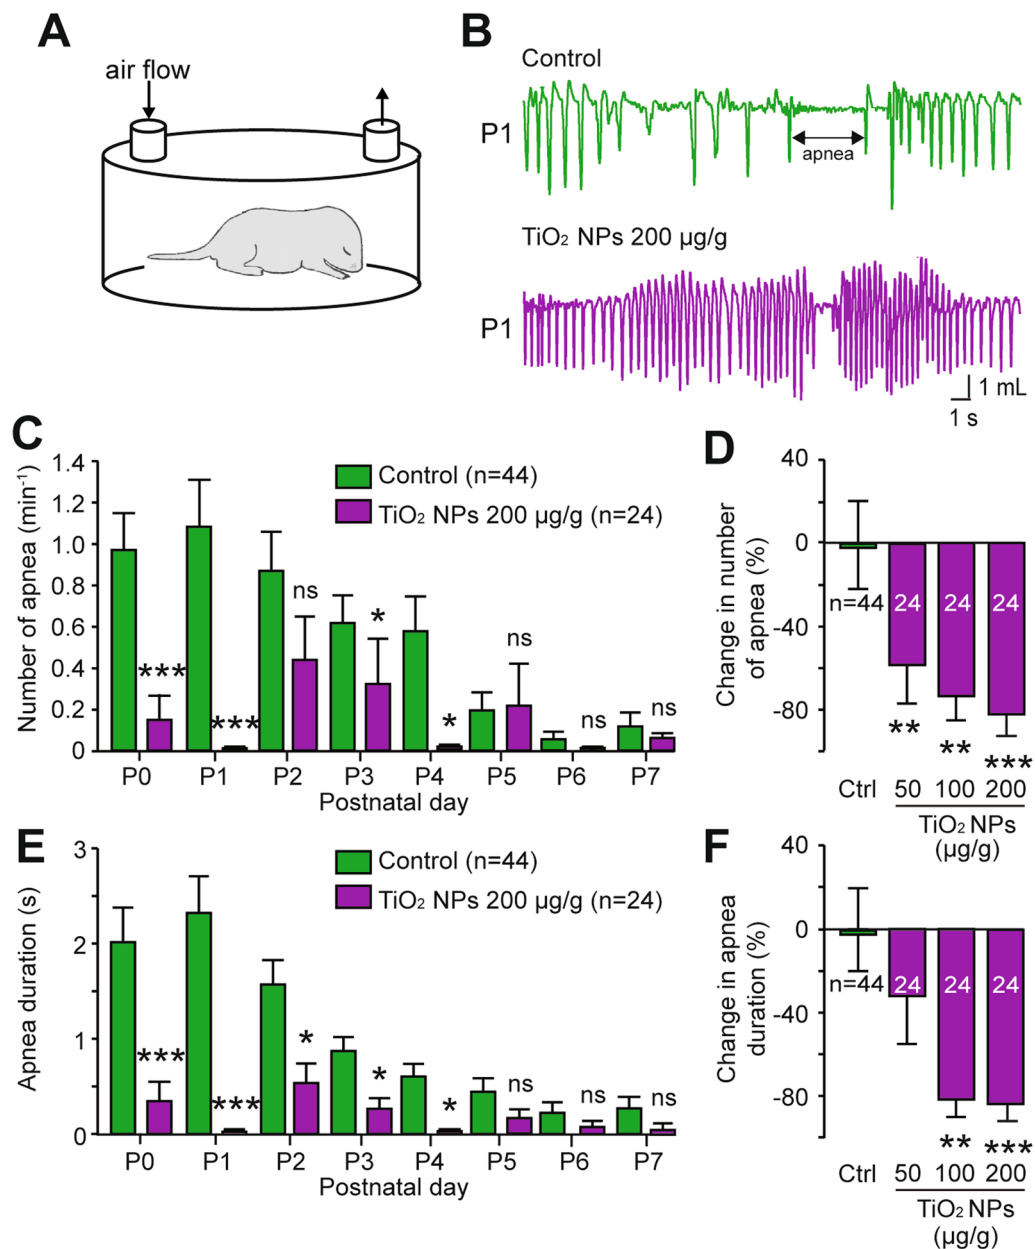 A
air flow
B
Control
P1
apnea
TiO₂ NPs 200 µg/g
P1
1 mL
1 s
C
Number of apnea (min⁻¹)
1.4
1.2
1.0
0.8
0.6
0.4
0.2
0
Control (n=44)
TiO₂ NPs 200 µg/g (n=24)
***
***
ns
*
*
ns
ns
ns
P0 P1 P2 P3 P4 P5 P6 P7
Postnatal day
D
Change in number
of apnea (%)
40
0
-40
-80
n=44 24 24 24
** ** ***
Ctrl 50 100 200
TiO₂ NPs
(µg/g)
E
Apnea duration (s)
3
2
1
0
Control (n=44)
TiO₂ NPs 200 µg/g (n=24)
***
***
*
*
*
ns
ns
ns
P0 P1 P2 P3 P4 P5 P6 P7
Postnatal day
F
Change in apnea
duration (%)
40
0
-40
-80
n=44 24 24 24
** ***
Ctrl 50 100 200
TiO₂ NPs
(µg/g)